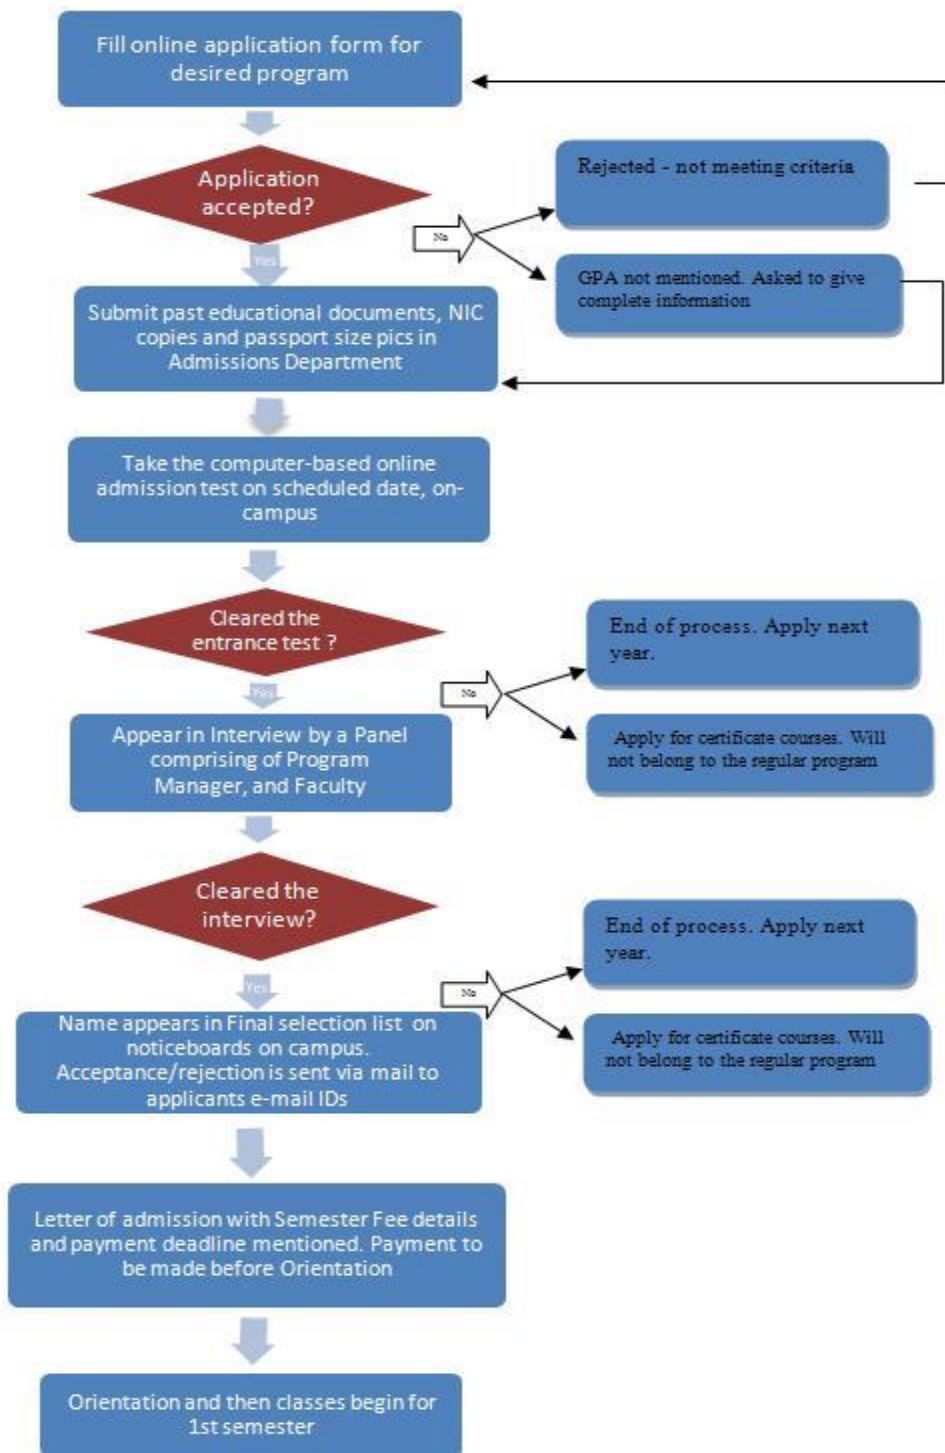 Fill online application form for
desired program
Application
accepted?
Rejected - not meeting criteria
No
Yes
GPA not mentioned. Asked to give
complete information
Submit past educational documents, NIC
copies and passport size pics in
Admissions Department
Take the computer-based online
admission test on scheduled date, on-
campus
Cleared the
entrance test ?
End of process. Apply next
year.
No
Yes
Apply for certificate courses. Will
not belong to the regular program
Appear in Interview by a Panel
comprising of Program
Manager, and Faculty
Cleared the
interview?
End of process. Apply next
year.
No
Yes
Apply for certificate courses. Will
not belong to the regular program
Name appears in Final selection list on
noticeboards on campus.
Acceptance/rejection is sent via mail to
applicants e-mail IDs
Letter of admission with Semester Fee details
and payment deadline mentioned. Payment to
be made before Orientation
Orientation and then classes begin for
1st semester